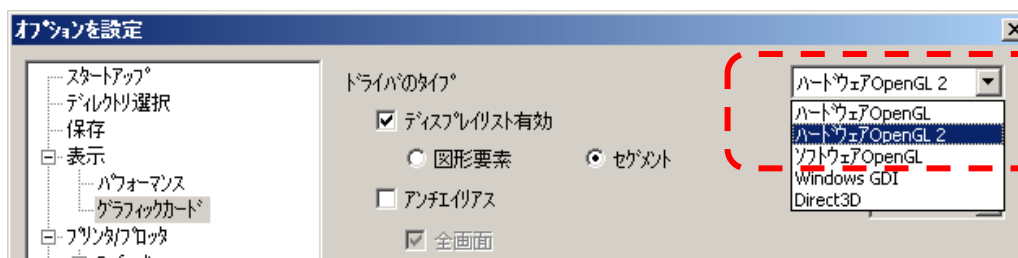 オプションを設定
スタートアップ
ディレクトリ選択
保存
表示
パフォーマンス
グラフィックカード
プリンタ/プロッタ
ドライバのタイプ
ハードウェアOpenGL 2
ディスプレイリスト有効
図形要素
セグメント
アンチエイリアス
全画面
ハードウェアOpenGL
ハードウェアOpenGL 2
ソフトウェアOpenGL
Windows GDI
Direct3D